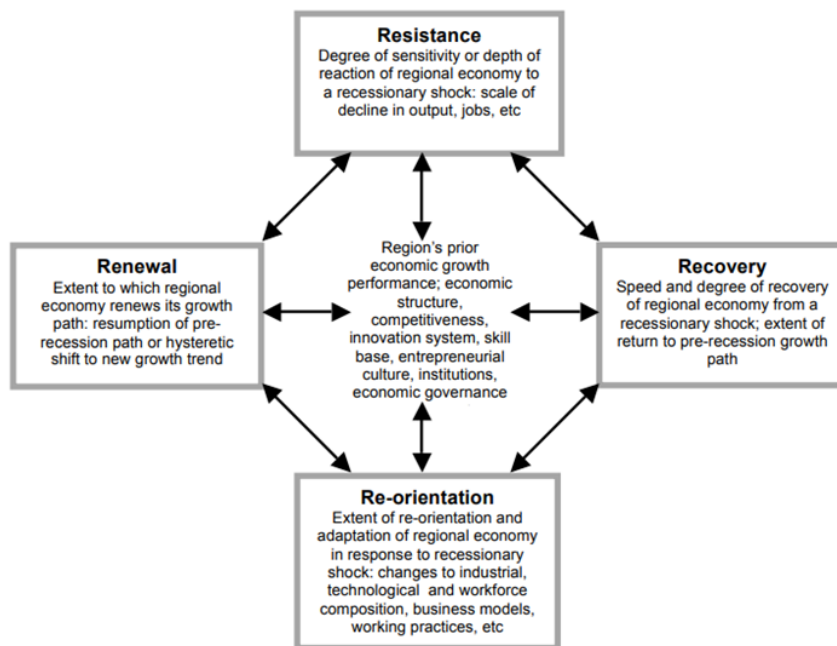 Resistance
Degree of sensitivity or depth of
reaction of regional economy to
a recessionary shock: scale of
decline in output, jobs, etc
Renewal
Extent to which regional
economy renews its growth
path: resumption of pre-
recession path or hysteretic
shift to new growth trend
Region's prior
economic growth
performance; economic
structure,
competitiveness,
innovation system, skill
base, entrepreneurial
culture, institutions,
economic governance
Recovery
Speed and degree of recovery
of regional economy from a
recessionary shock; extent of
return to pre-recession growth
path
Re-orientation
Extent of re-orientation and
adaptation of regional economy
in response to recessionary
shock: changes to industrial,
technological and workforce
composition, business models,
working practices, etc